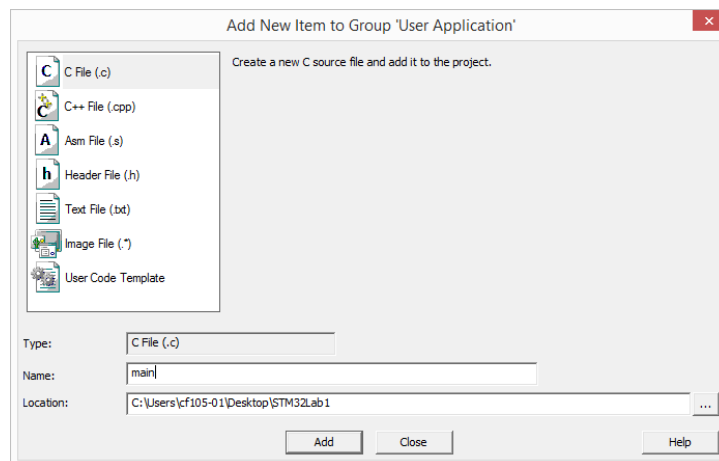 Add New Item to Group 'User Application'
C File (.c)
Create a new C source file and add it to the project.
C++ File (.cpp)
Asm File (.s)
Header File (.h)
Text File (.txt)
Image File (.*)
User Code Template
Type:
C File (.c)
Name:
main
Location:
C:\Users\cf105-01\Desktop\STM32Lab1
...
Add
Close
Help